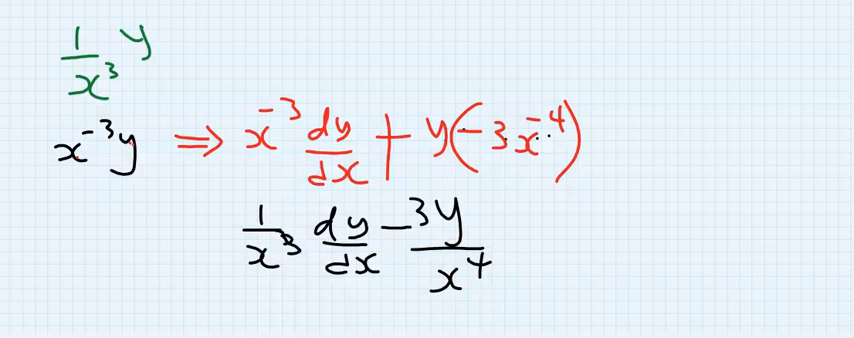 1/x³ y
x⁻³y ⇒ x⁻³ dy/dx + y(-3x⁻⁴)
1/x³ dy/dx - 3y/x⁴